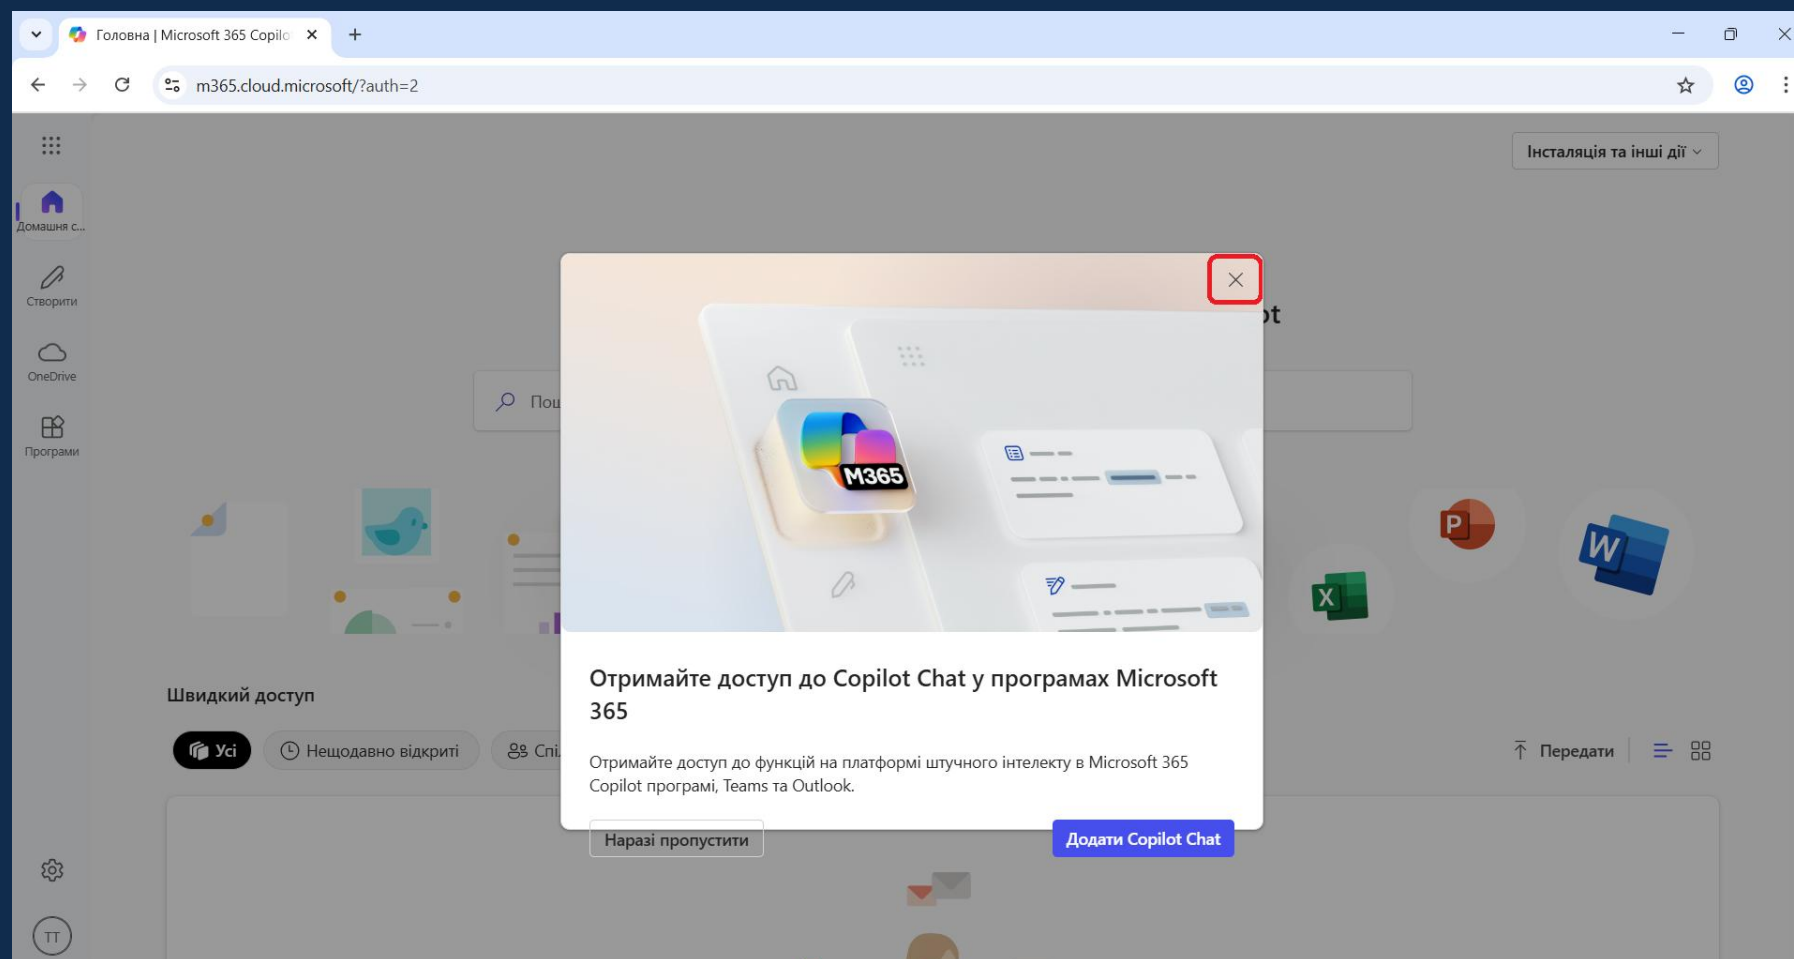 Головна | Microsoft 365 Copilo
m365.cloud.microsoft/?auth=2
Інсталяція та інші дії
Домашня с...
Створити
OneDrive
Програми
Пош
ot
M365
P
W
X
Отримайте доступ до Copilot Chat у програмах Microsoft
365
Отримайте доступ до функцій на платформі штучного інтелекту в Microsoft 365
Copilot програмі, Teams та Outlook.
Наразі пропустити
Додати Copilot Chat
Швидкий доступ
Усі
Нещодавно відкриті
Спі.
Передати
TT